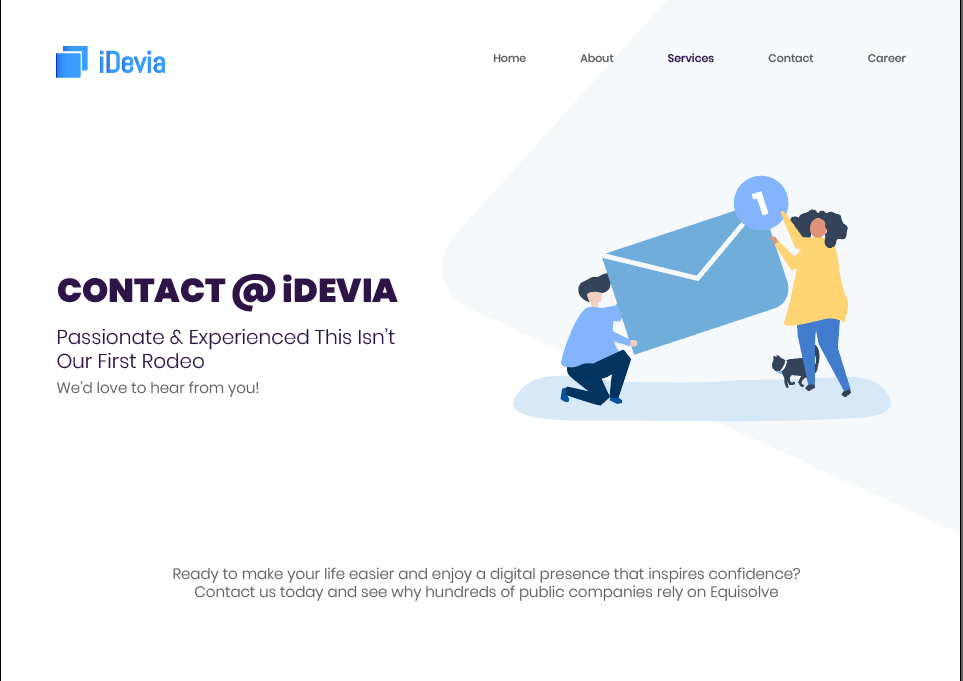 iDevia
Home About Services Contact Career
1
CONTACT @ iDEVIA
Passionate & Experienced This Isn't
Our First Rodeo
We'd love to hear from you!
Ready to make your life easier and enjoy a digital presence that inspires confidence?
Contact us today and see why hundreds of public companies rely on Equisolve